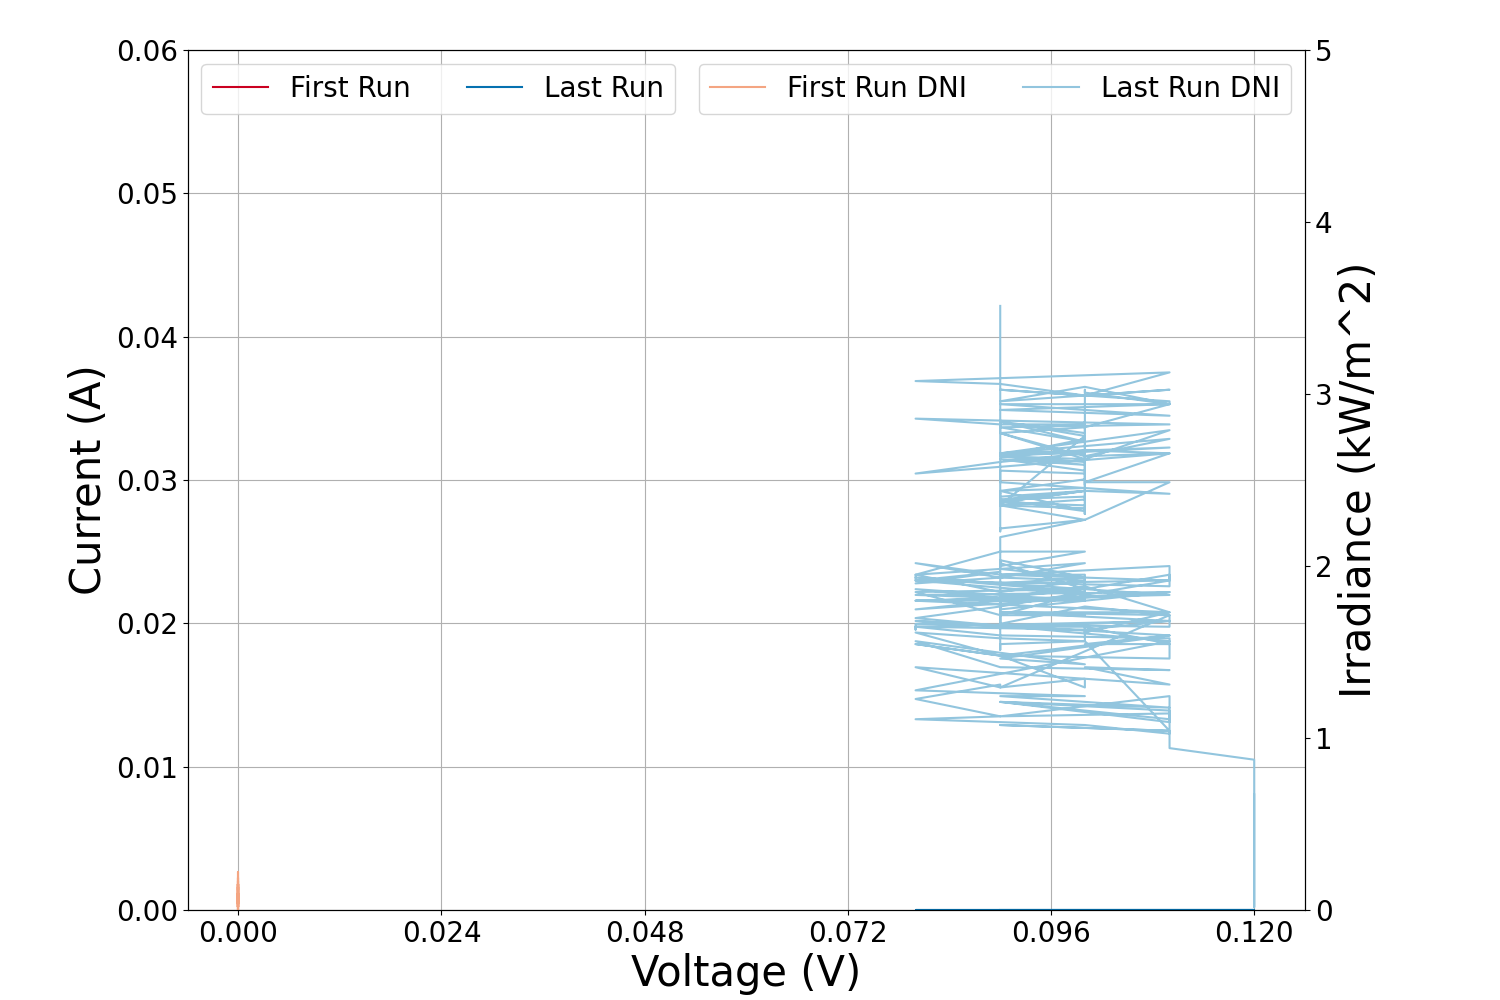 First Run Last Run First Run DNI Last Run DNI
Current (A)
0.06
0.05
0.04
0.03
0.02
0.01
0.00
5
4
3
2
1
0
Irradiance (kW/m^2)
0.000 0.024 0.048 0.072 0.096 0.120
Voltage (V)